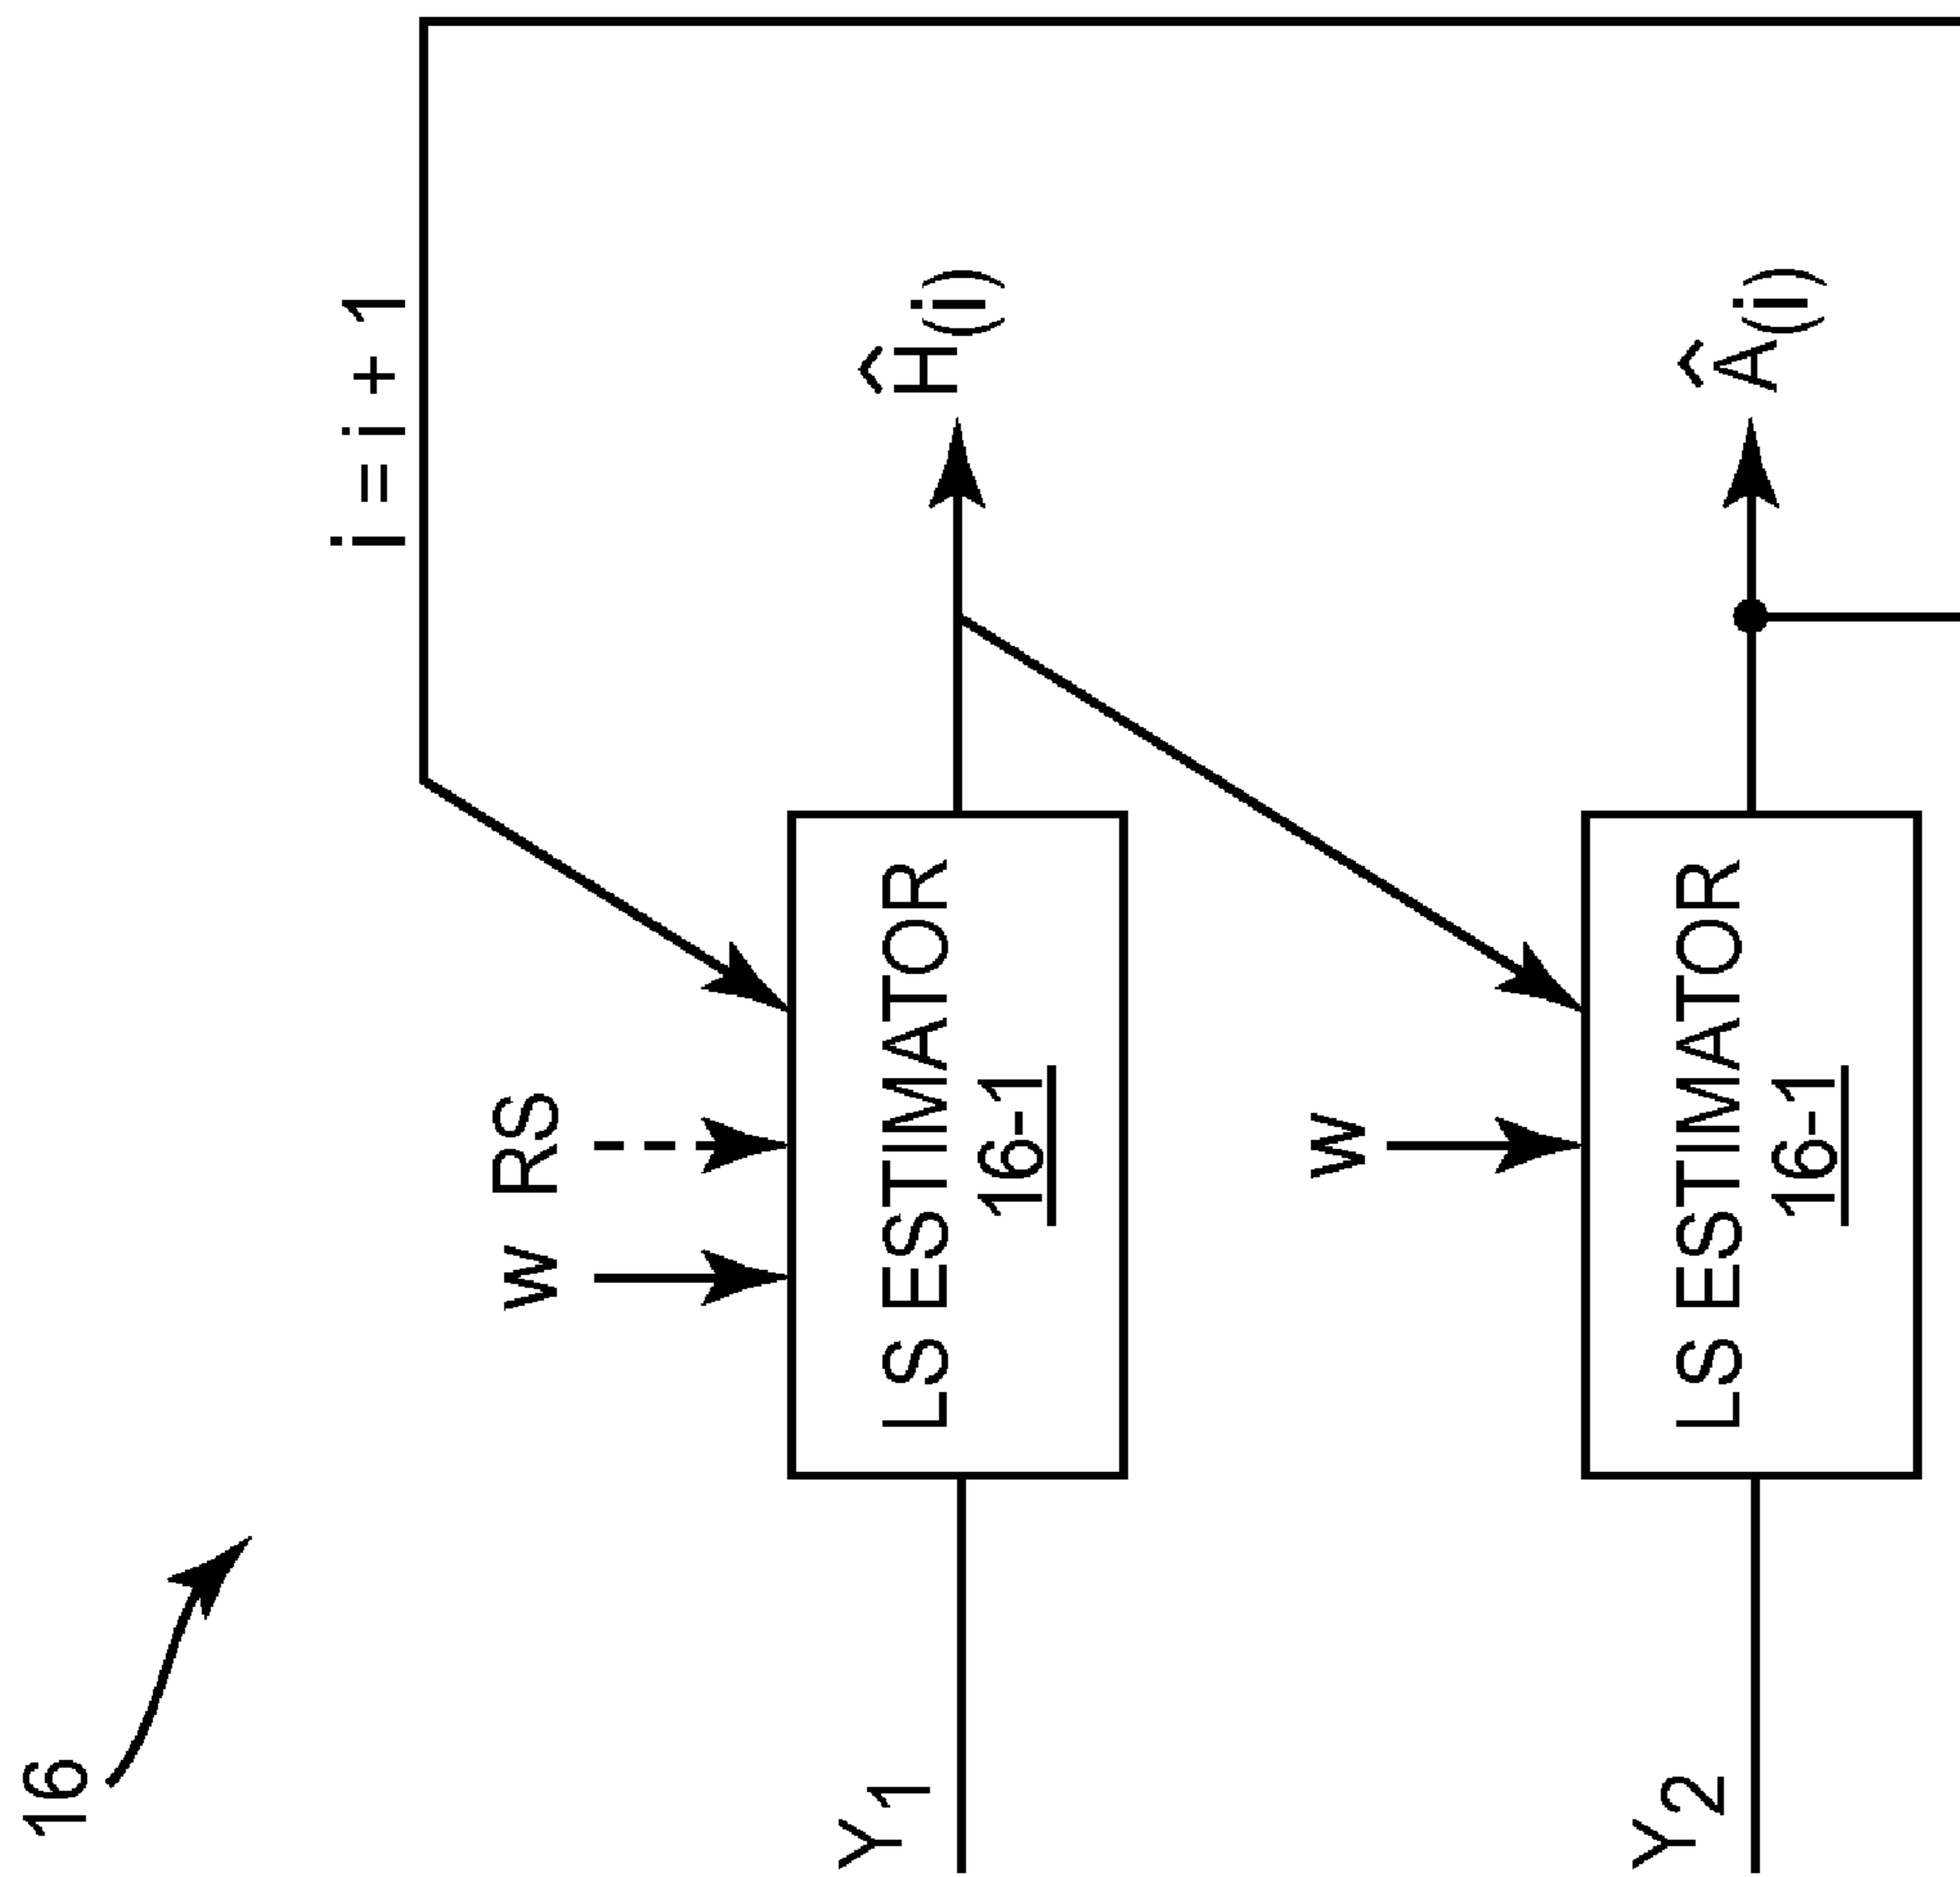 16
i = i + 1
W RS
Y1
LS ESTIMATOR
16-1
Ĥ(i)
W
Y2
LS ESTIMATOR
16-1
Â(i)